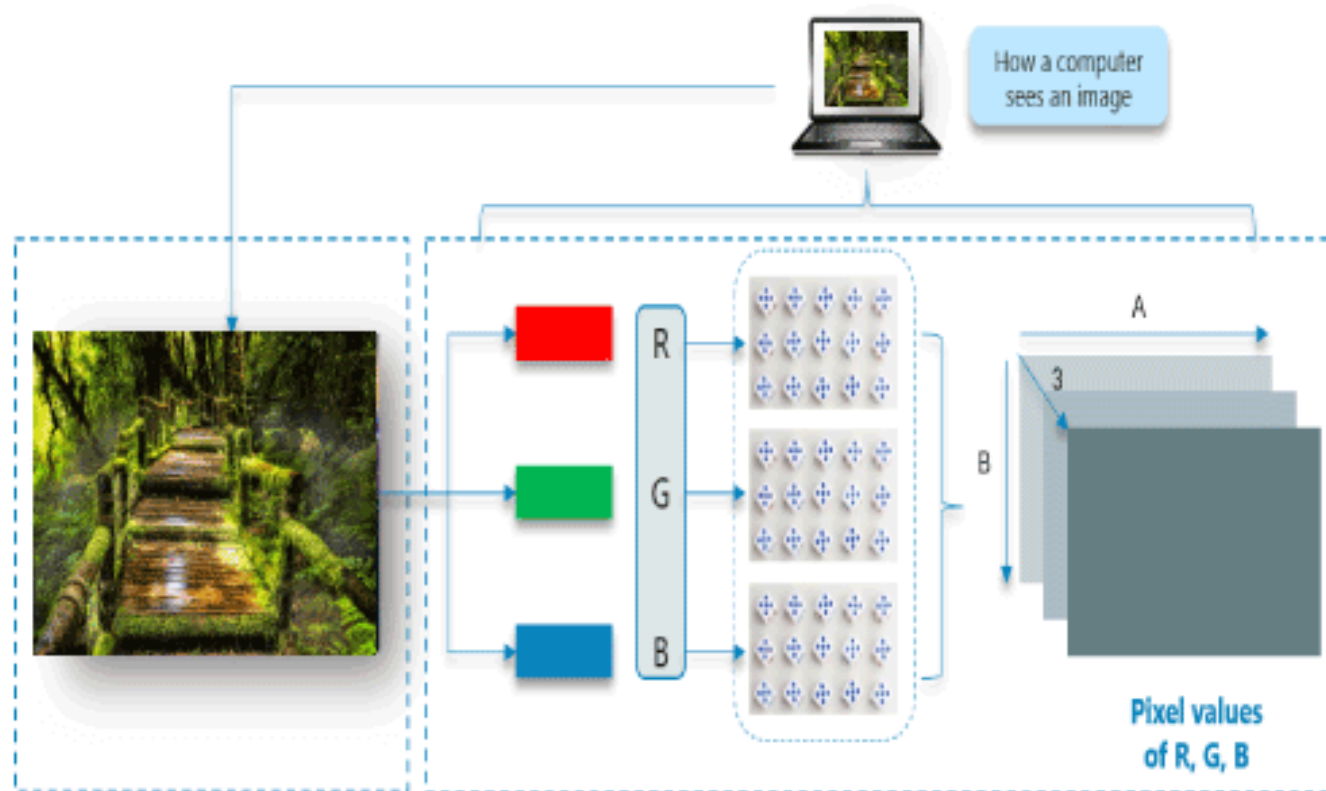 How a computer
sees an image
R
G
B
A
3
B
Pixel values
of R, G, B